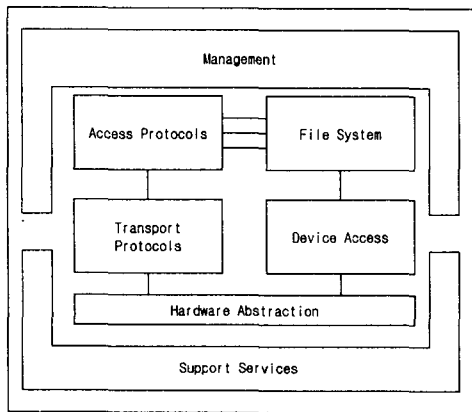 Management
Access Protocols
File System
Transport
Protocols
Device Access
Hardware Abstraction
Support Services